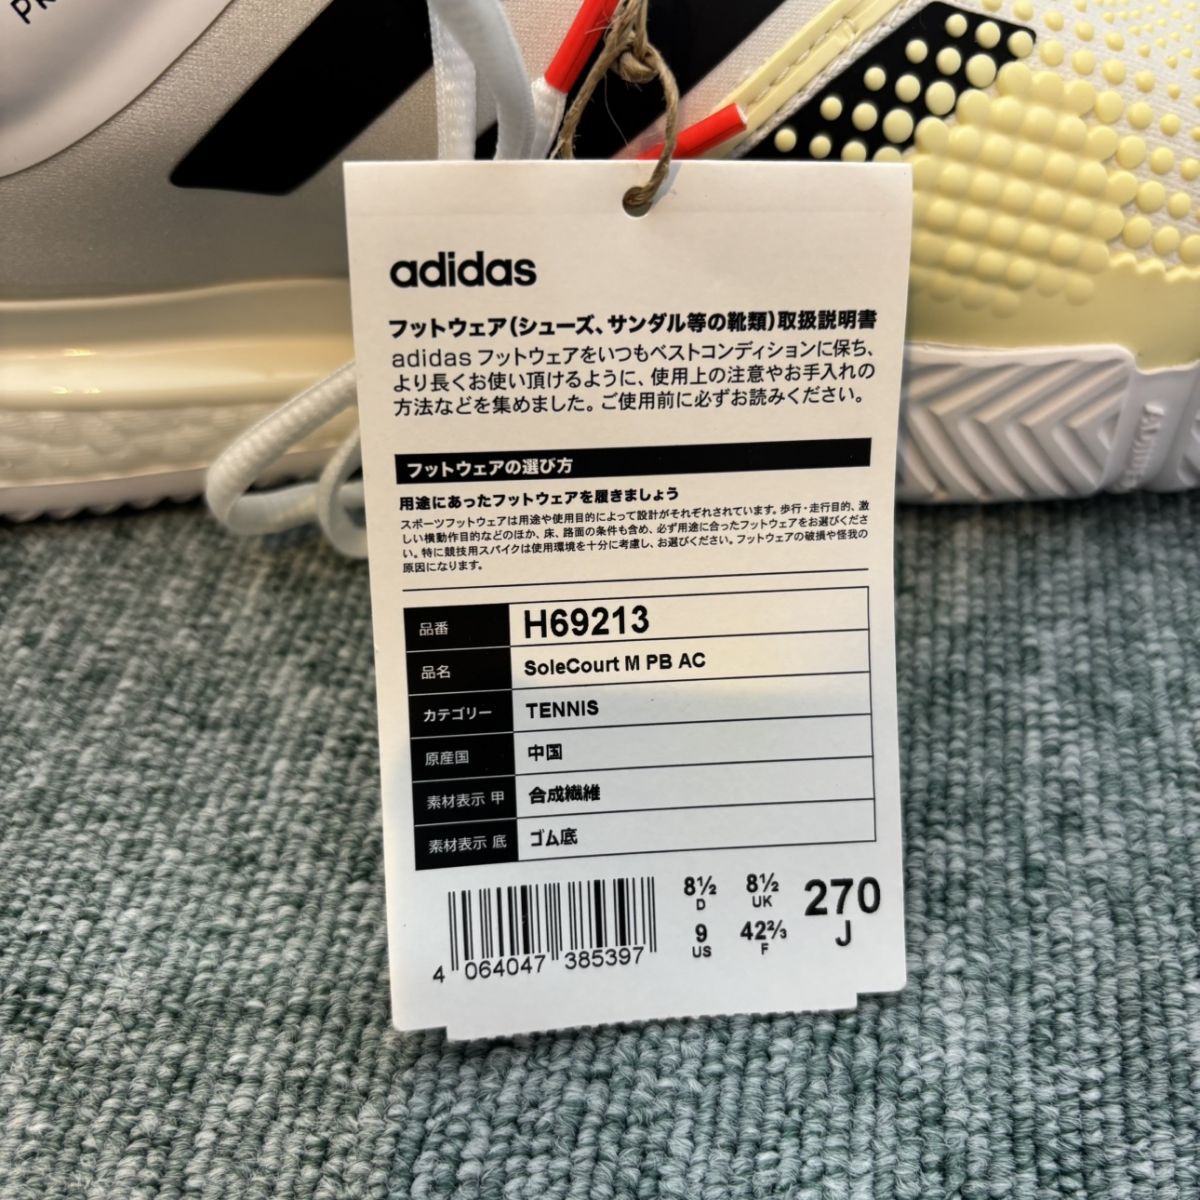 PR
adidas
フットウェア(シューズ、サンダル等の靴類)取扱説明書
adidas フットウェアをいつもベストコンディションに保ち、
より長くお使い頂けるように、使用上の注意やお手入れの
方法などを集めました。ご使用前に必ずお読みください。
フットウェアの選び方
用途にあったフットウェアを履きましょう
スポーツフットウェアは用途や使用目的によって設計がそれぞれされています。歩行・走行目的、激
しい横動作目的などのほか、床、路面の条件も含め、必ず用途に合ったフットウェアをお選びくださ
い。特に競技用スパイクは使用環境を十分に考慮し、お選びください。フットウェアの破損や怪我の
原因になります。
品番 H69213
品名 SoleCourt M PB AC
カテゴリー TENNIS
原産国 中国
素材表示 甲 合成繊維
素材表示 底 ゴム底
8½ D 8½ UK 270 J
9 US 42⅔ F
4 064047 385397